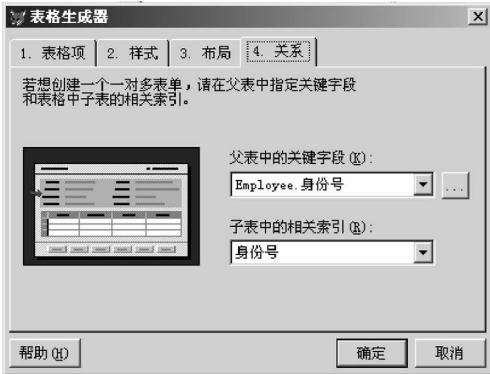 表格生成器
1. 表格项 2. 样式 3. 布局 4. 关系
若想创建一个一对多表单，请在父表中指定关键字段
和表格中子表的相关索引。
父表中的关键字段(K):
Employee.身份号
...
子表中的相关索引(R):
身份号
帮助(H) 确定 取消